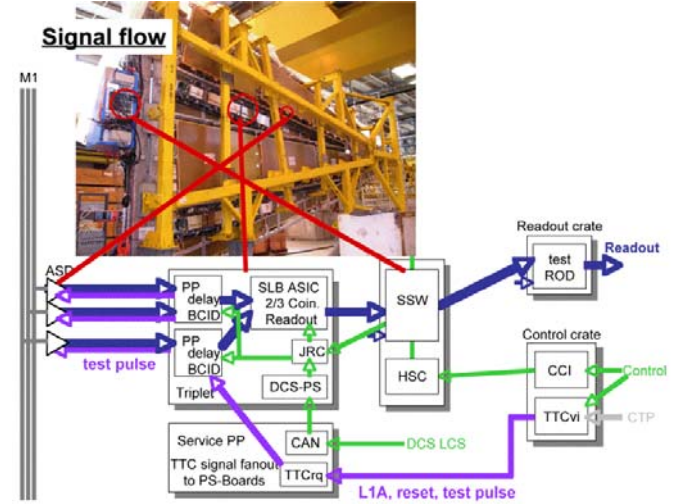 Signal flow
M1
ASD
PP
delay
BCID
SLB ASIC
2/3 Coin.
Readout
SSW
Readout crate
test
ROD
Readout
PP
delay
BCID
JRC
test pulse
Triplet
DCS-PS
HSC
Control crate
CCI
Control
TTCvi
CTP
Service PP
CAN
DCS LCS
TTC signal fanout
to PS-Boards
TTCrq
L1A, reset, test pulse